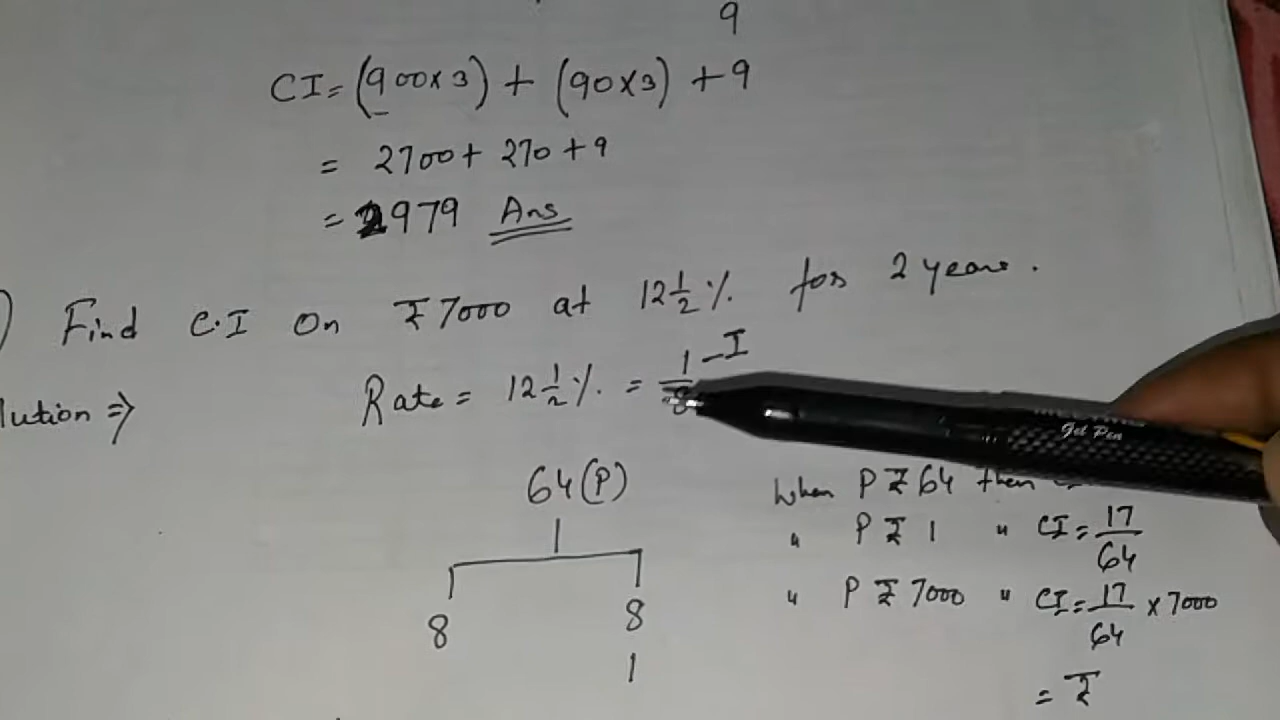 9
CI = (900×3) + (90×3) + 9
= 2700 + 270 + 9
= 2979 Ans
) Find C.I On ₹7000 at 12½% for 2 years.
lution ⇒ Rate = 12½% = 1/8 – I
64(P)
8 8
1
When P ₹ 64 then
" P ₹ 1 " CI = 17/64
" P ₹ 7000 " CI = 17/64 × 7000
= ₹
Gel Pen